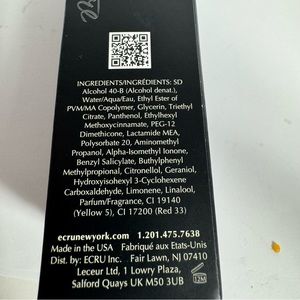 INGREDIENTS/INGRÉDIENTS: SD
Alcohol 40-B (Alcohol denat.),
Water/Aqua/Eau, Ethyl Ester of
PVM/MA Copolymer, Glycerin, Triethyl
Citrate, Panthenol, Ethylhexyl
Methoxycinnamate, PEG-12
Dimethicone, Lactamide MEA,
Polysorbate 20, Aminomethyl
Propanol, Alpha-Isomethyl Ionone,
Benzyl Salicylate, Butylphenyl
Methylpropional, Citronellol, Geraniol,
Hydroxyisohexyl 3-Cyclohexene
Carboxaldehyde, Limonene, Linalool,
Parfum/Fragrance, CI 19140
(Yellow 5), CI 17200 (Red 33)
ecrunewyork.com 1.201.475.7638
Made in the USA Fabriqué aux Etats-Unis
Dist. by: ECRU Inc. Fair Lawn, NJ 07410
Leceur Ltd, 1 Lowry Plaza,
Salford Quays UK M50 3UB
12M